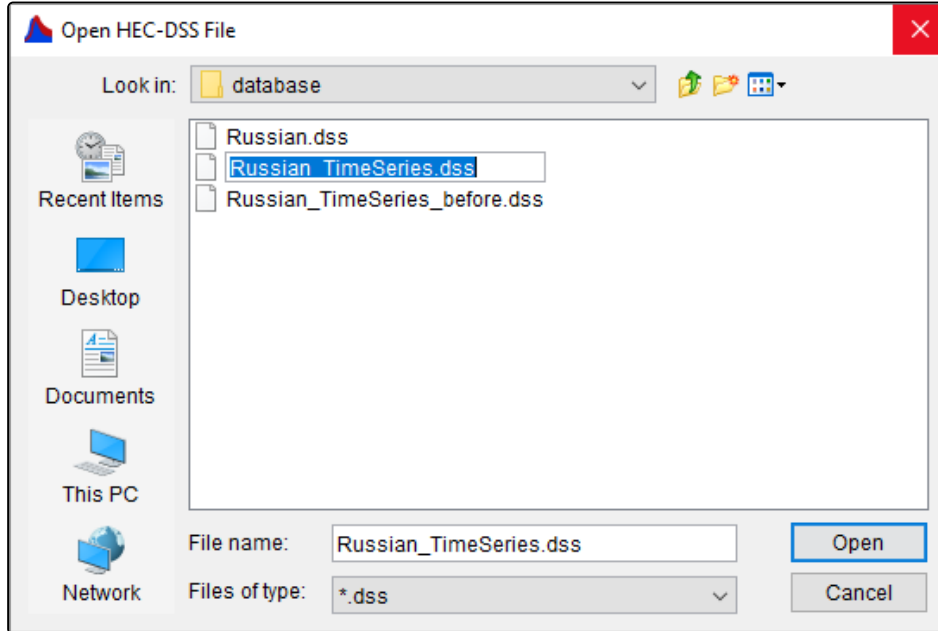 Open HEC-DSS File
Look in: database
Russian.dss
Russian_TimeSeries.dss
Russian_TimeSeries_before.dss
Recent Items
Desktop
Documents
This PC
Network
File name: Russian_TimeSeries.dss Open
Files of type: *.dss Cancel